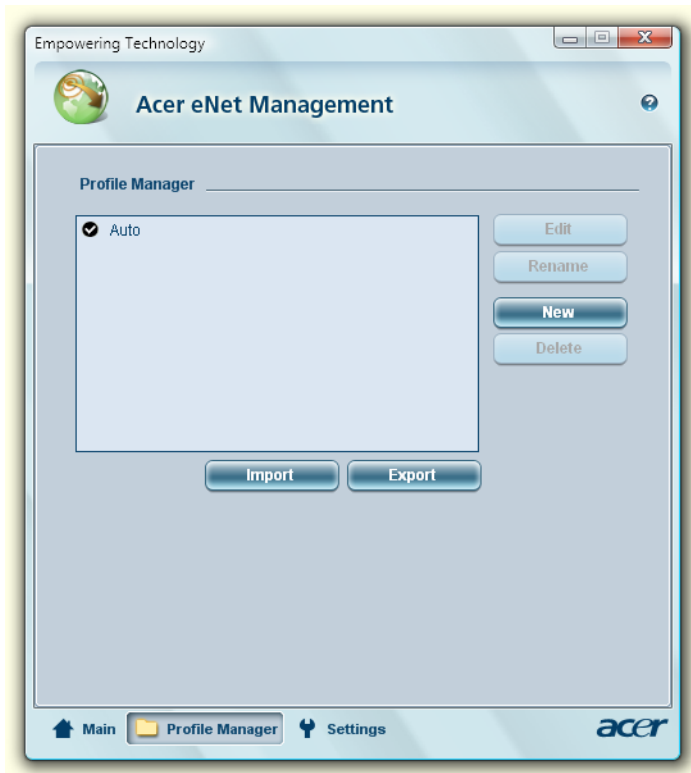 Empowering Technology
Acer eNet Management
Profile Manager
Auto
Edit
Rename
New
Delete
Import Export
Main Profile Manager Settings acer